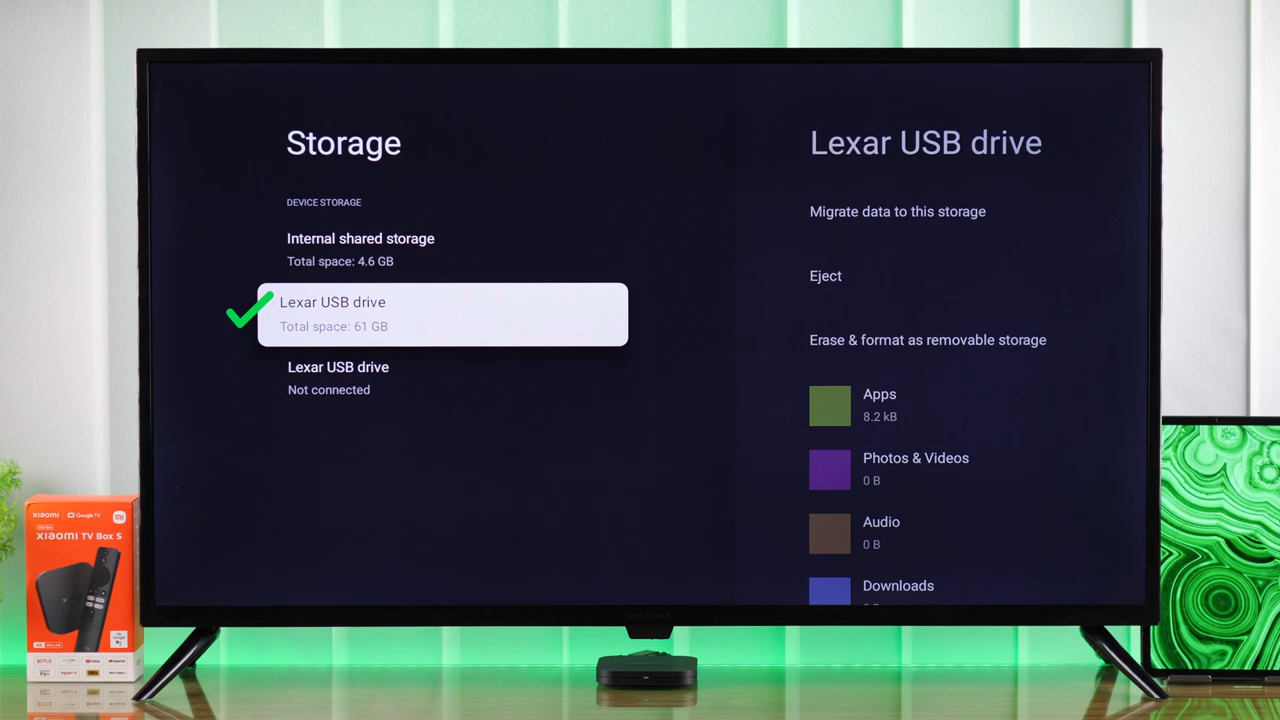 Storage
DEVICE STORAGE
Internal shared storage
Total space: 4.6 GB
Lexar USB drive
Total space: 61 GB
Lexar USB drive
Not connected
Lexar USB drive
Migrate data to this storage
Eject
Erase & format as removable storage
Apps
8.2 kB
Photos & Videos
0 B
Audio
0 B
Downloads
INSIGNIA
xiaomi
Google TV
mi
xiaomi TV Box S
NETFLIX